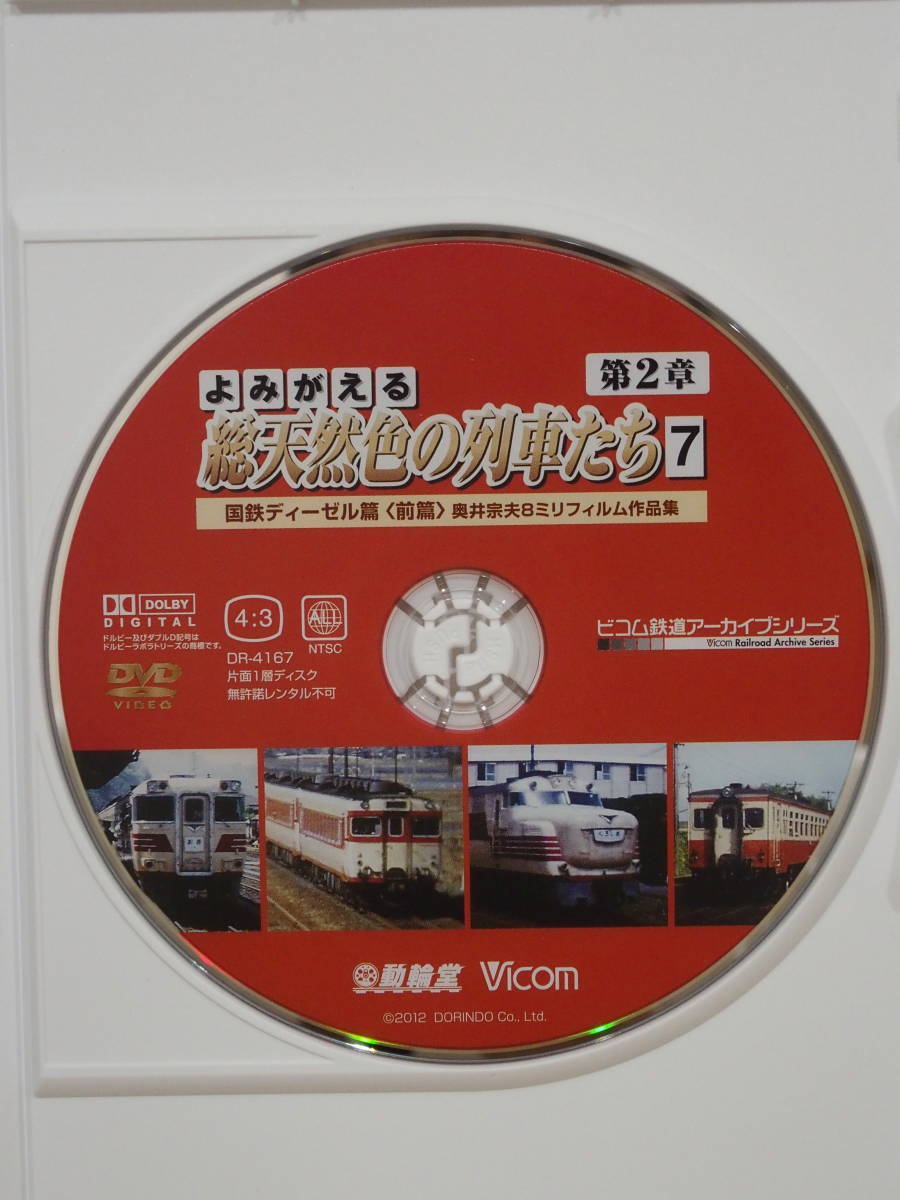 よみがえる
第2章
総天然色の列車たち 7
国鉄ディーゼル篇〈前篇〉奥井宗夫8ミリフィルム作品集
DOLBY
DIGITAL
ドルビー及びダブルD記号は
ドルビーラボラトリーズの商標です。
4:3
ALL
NTSC
DR-4167
片面1層ディスク
無許諾レンタル不可
DVD
VIDEO
ビコム鉄道アーカイブシリーズ
Vicom Railroad Archive Series
動輪堂 Vicom
©2012 DORINDO Co., Ltd.